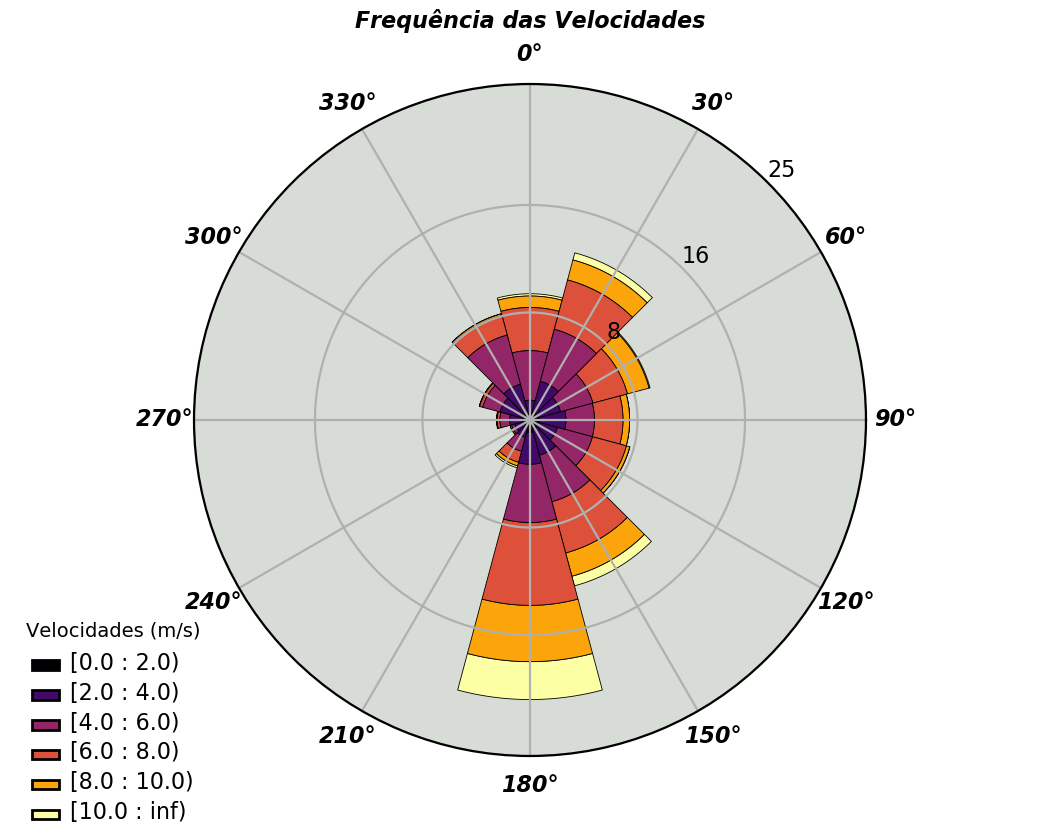 Frequência das Velocidades
0°
330°
30°
25
300°
60°
16
8
270°
90°
240°
120°
Velocidades (m/s)
[0.0 : 2.0)
[2.0 : 4.0)
[4.0 : 6.0)
[6.0 : 8.0)
[8.0 : 10.0)
[10.0 : inf)
210°
150°
180°